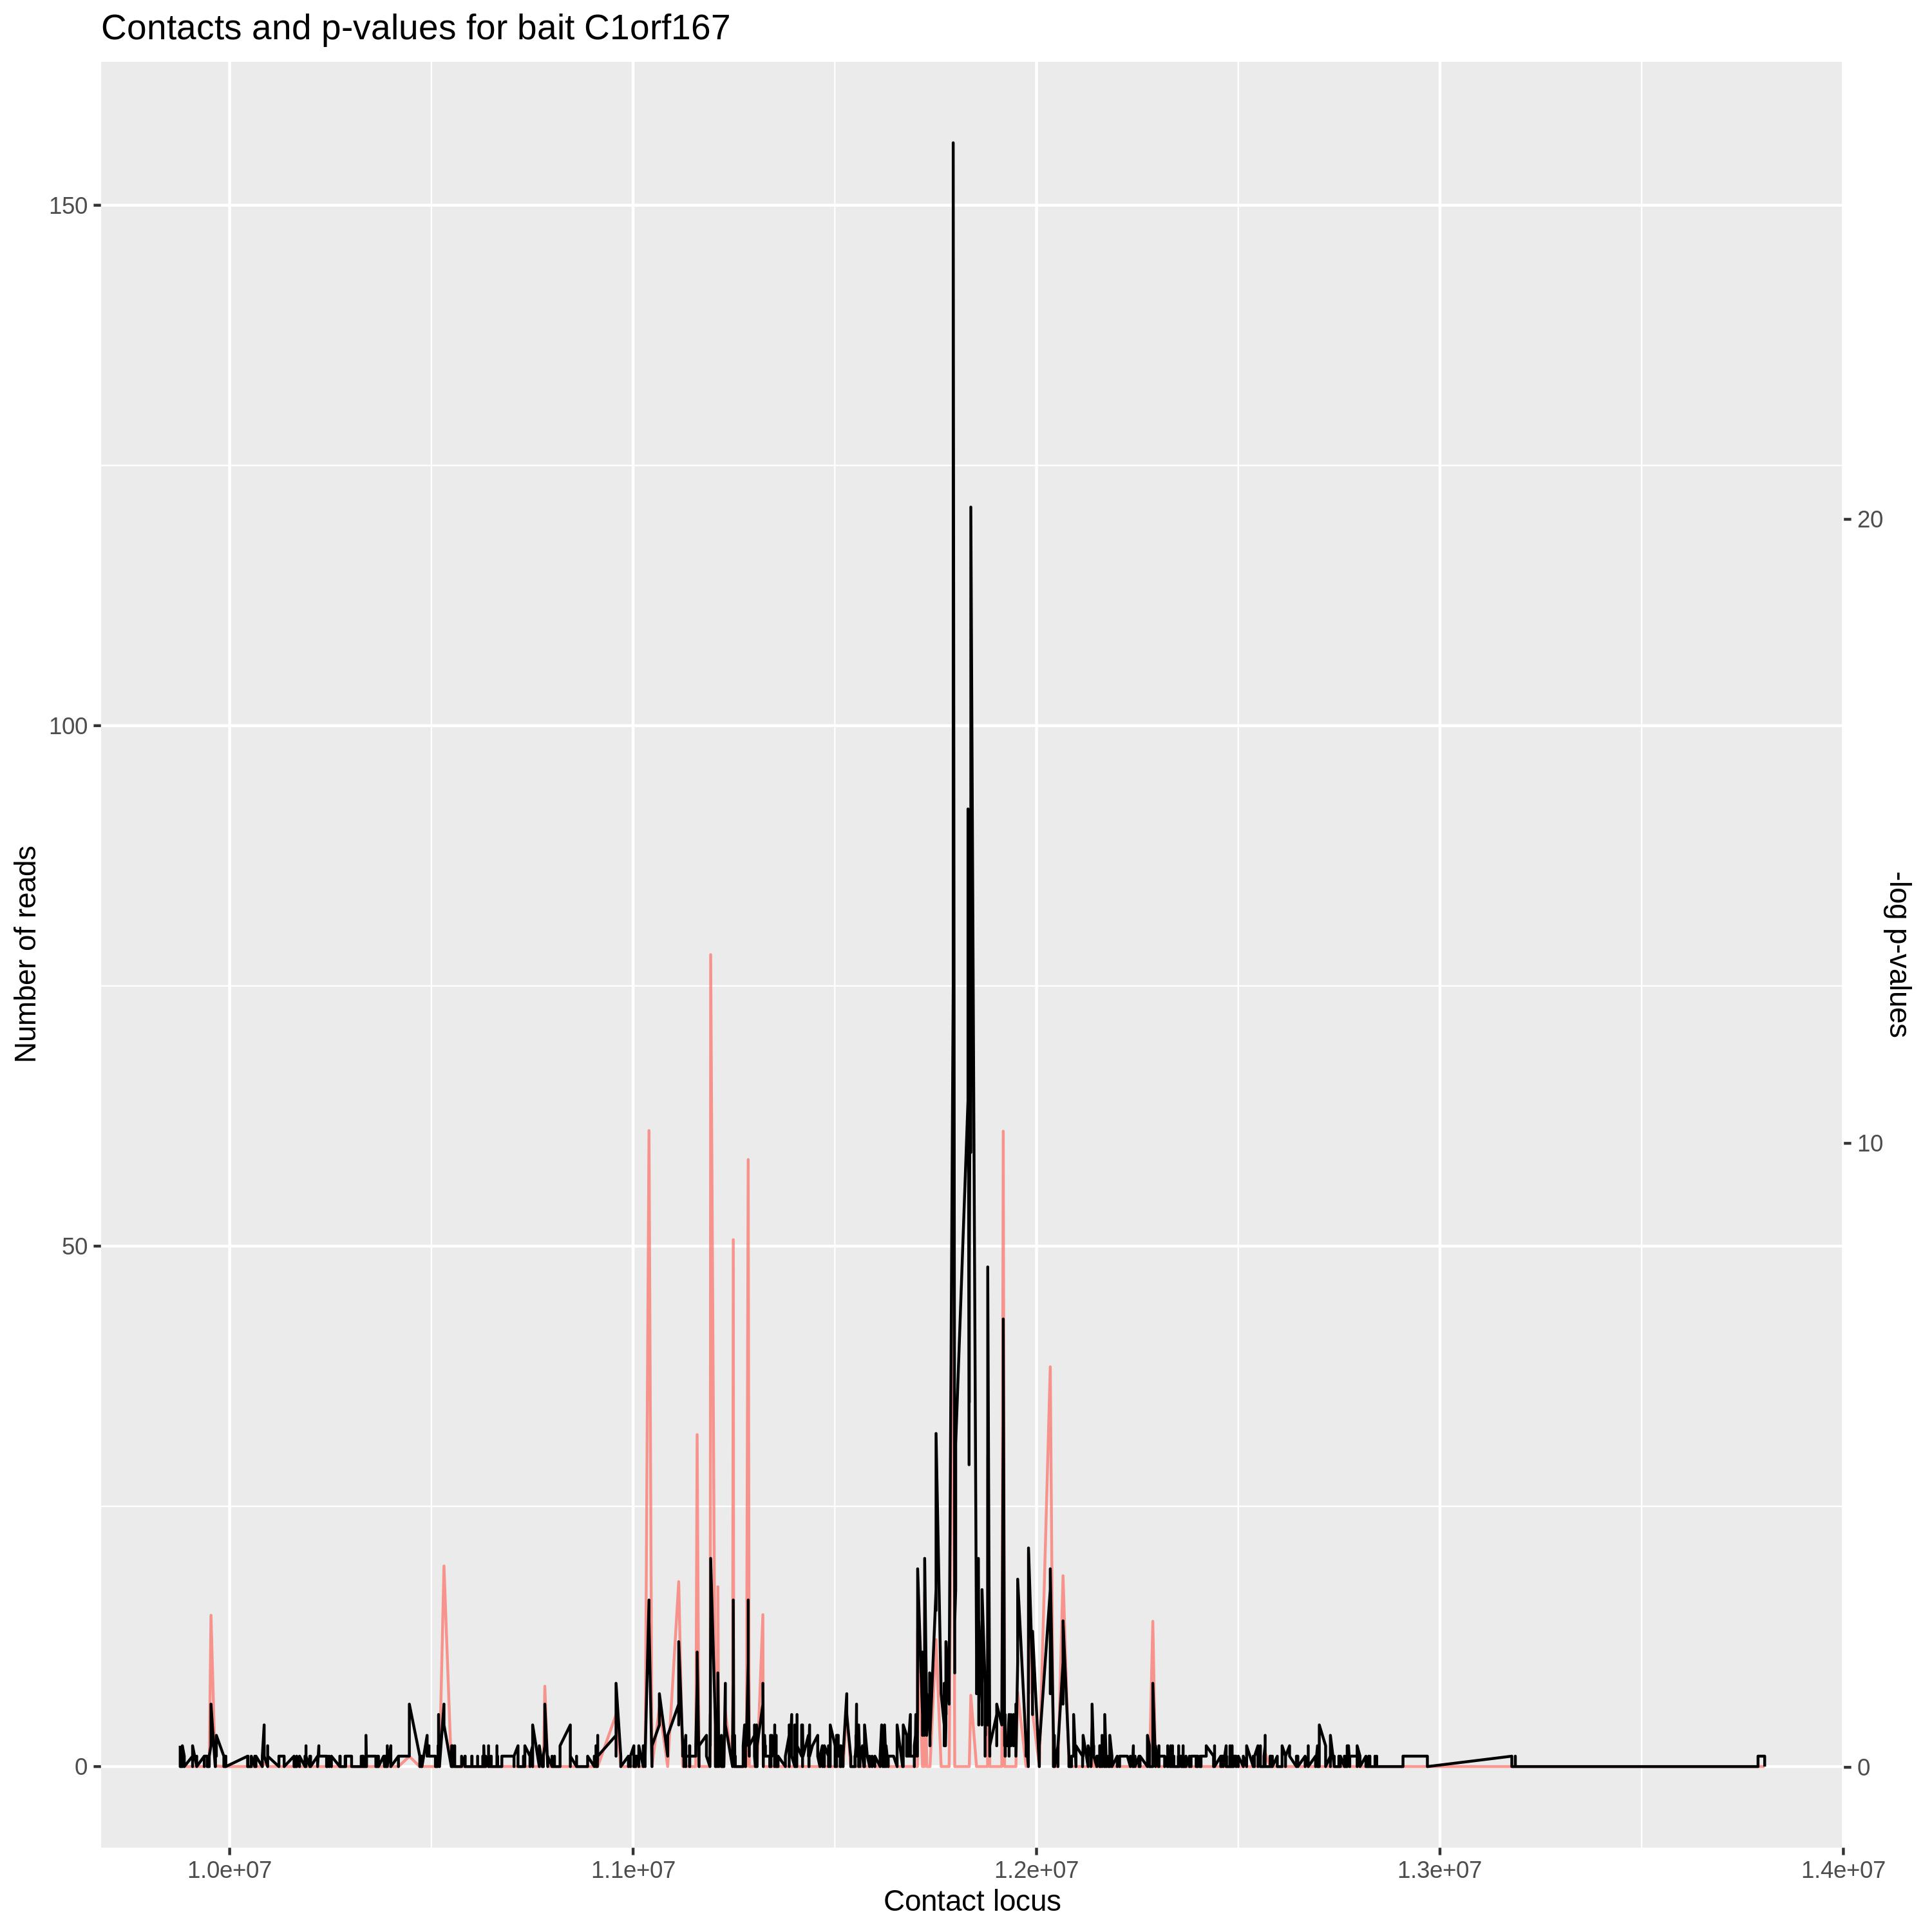 Contacts and p-values for bait C1orf167
150
100
50
0
Number of reads
20
10
0
-log p-values
1.0e+07
1.1e+07
1.2e+07
1.3e+07
1.4e+07
Contact locus